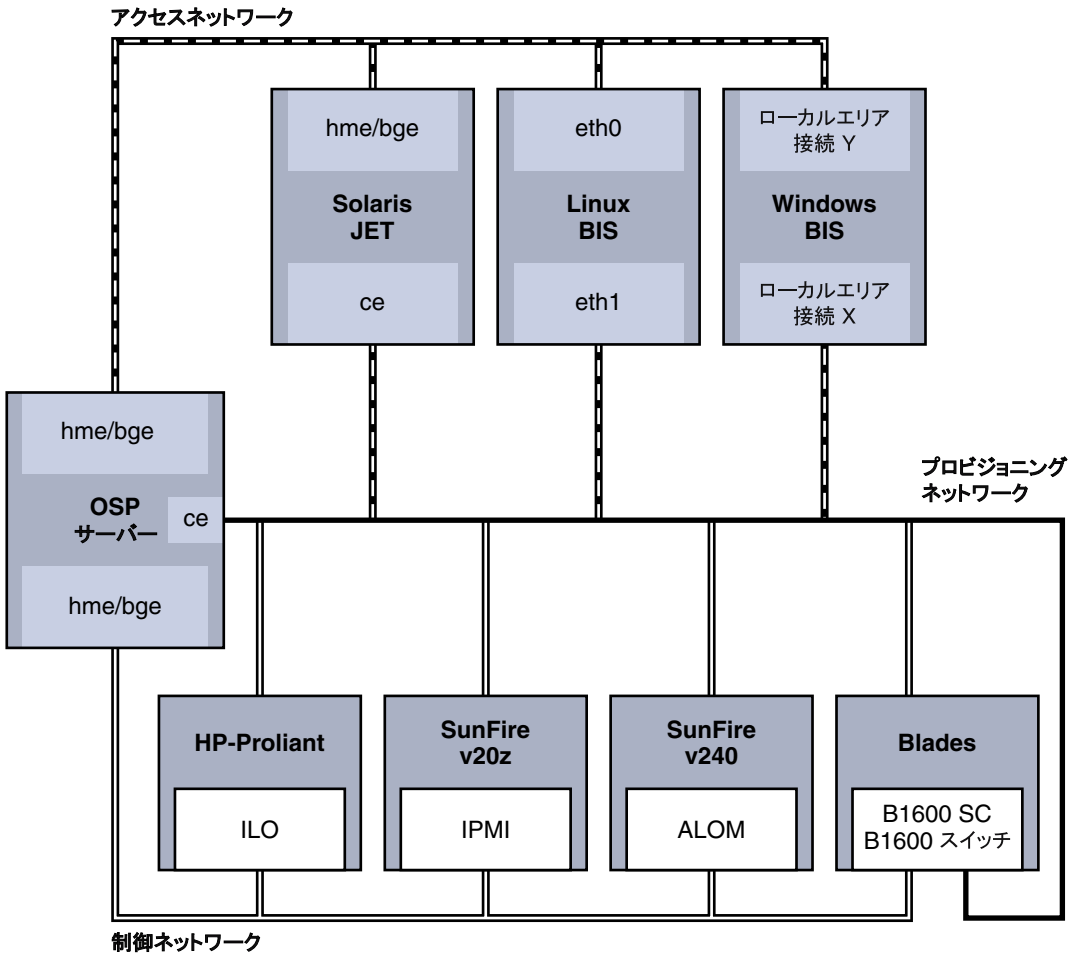 アクセスネットワーク
hme/bge
Solaris
JET
ce
eth0
Linux
BIS
eth1
ローカルエリア
接続 Y
Windows
BIS
ローカルエリア
接続 X
hme/bge
OSP
サーバー
ce
hme/bge
プロビジョニング
ネットワーク
HP-Proliant
ILO
SunFire
v20z
IPMI
SunFire
v240
ALOM
Blades
B1600 SC
B1600 スイッチ
制御ネットワーク